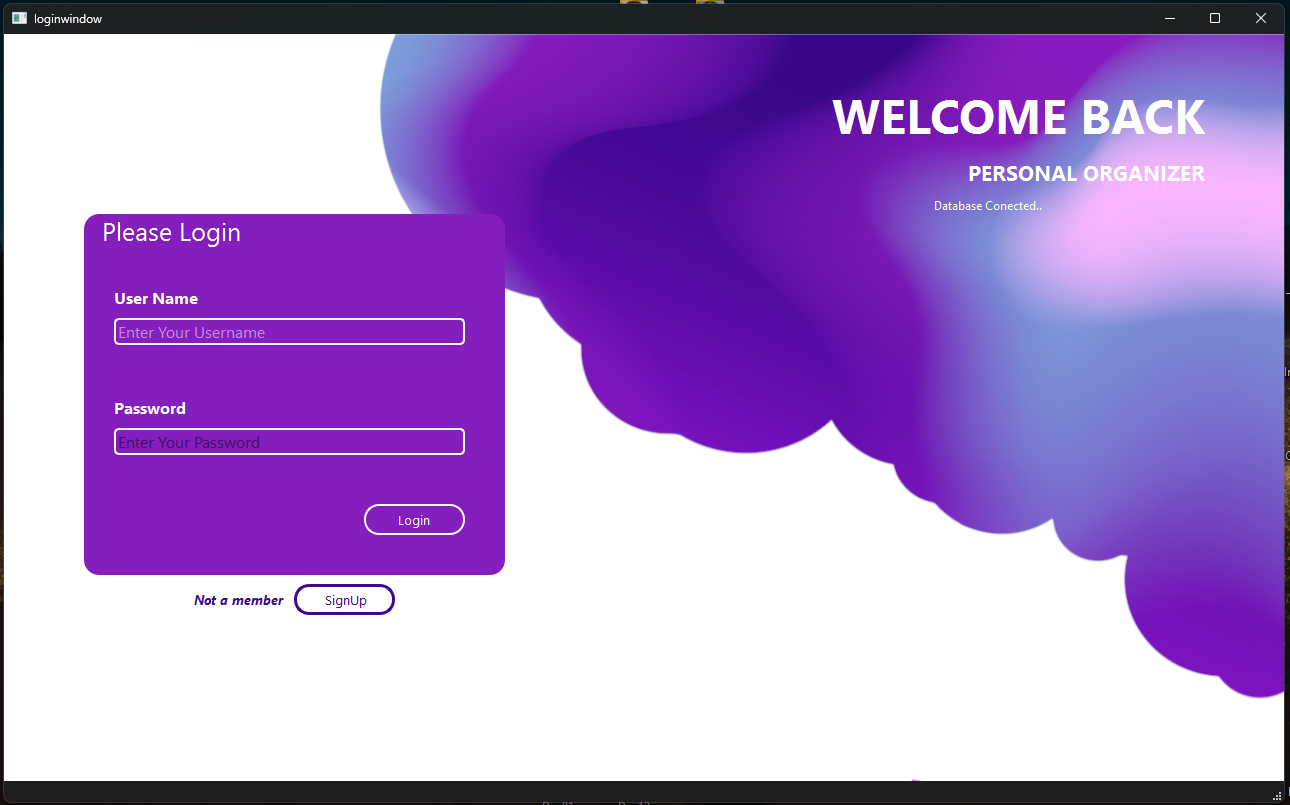 loginwindow
WELCOME BACK
PERSONAL ORGANIZER
Database Conected..
Please Login
User Name
Enter Your Username
Password
Enter Your Password
Login
Not a member
SignUp